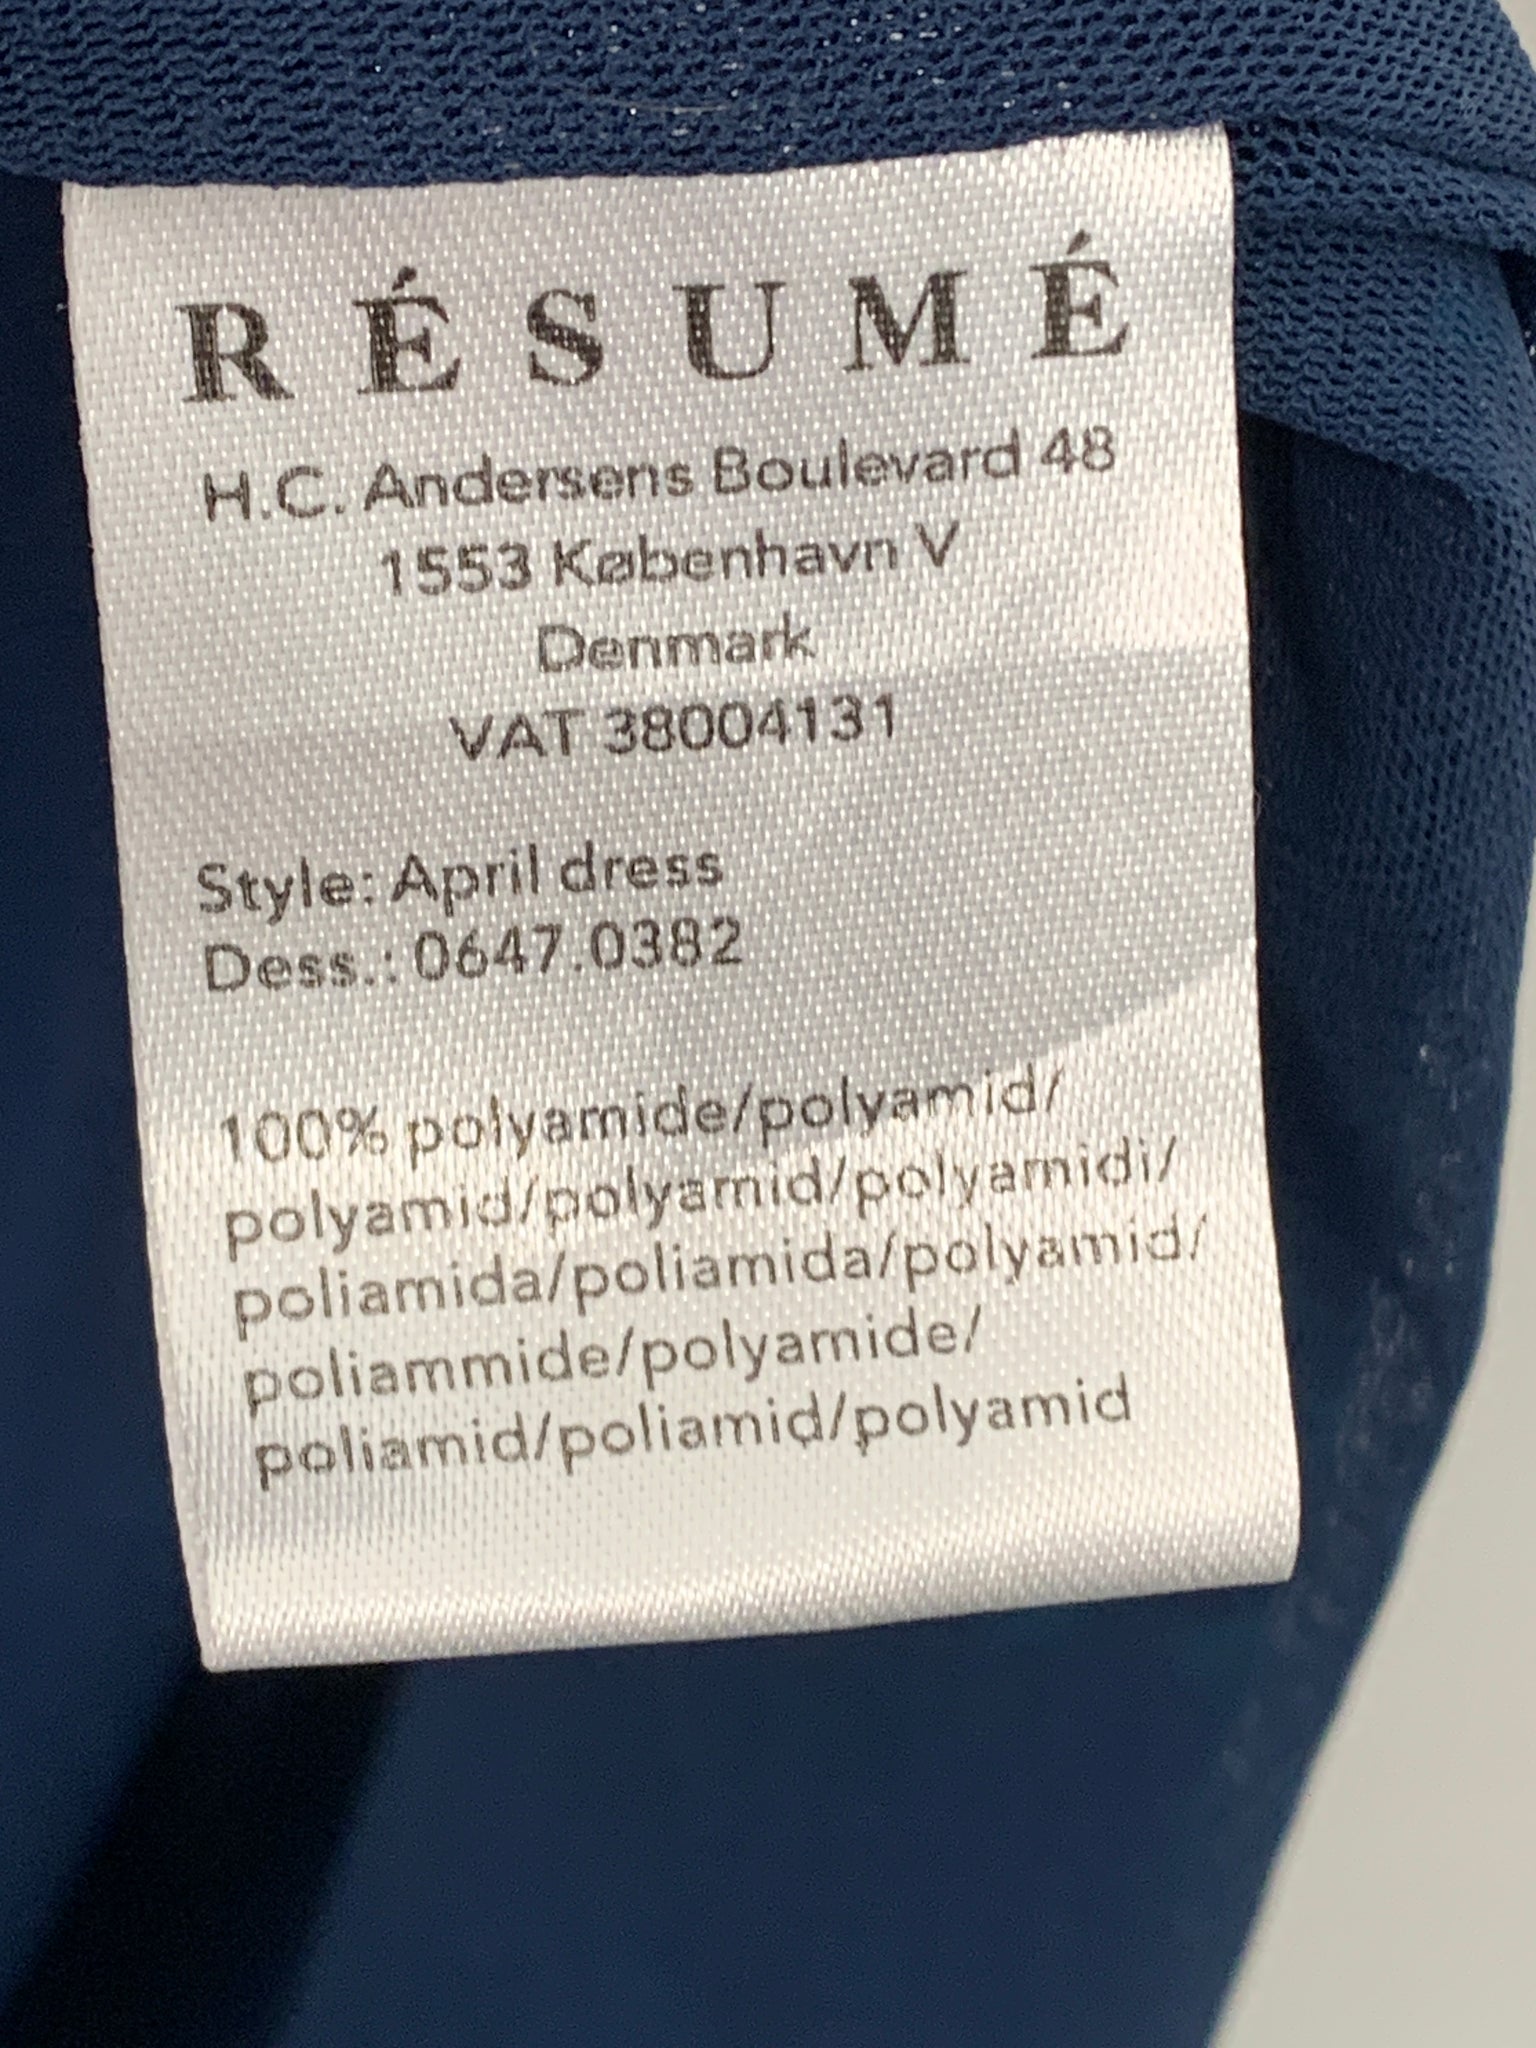 RÉSUMÉ
H.C. Andersens Boulevard 48
1553 København V
Denmark
VAT 38004131
Style: April dress
Dess.: 0647.0382
100% polyamide/polyamid/
polyamid/polyamid/polyamidi/
poliamida/poliamida/polyamid/
poliammide/polyamide/
poliamid/poliamid/polyamid